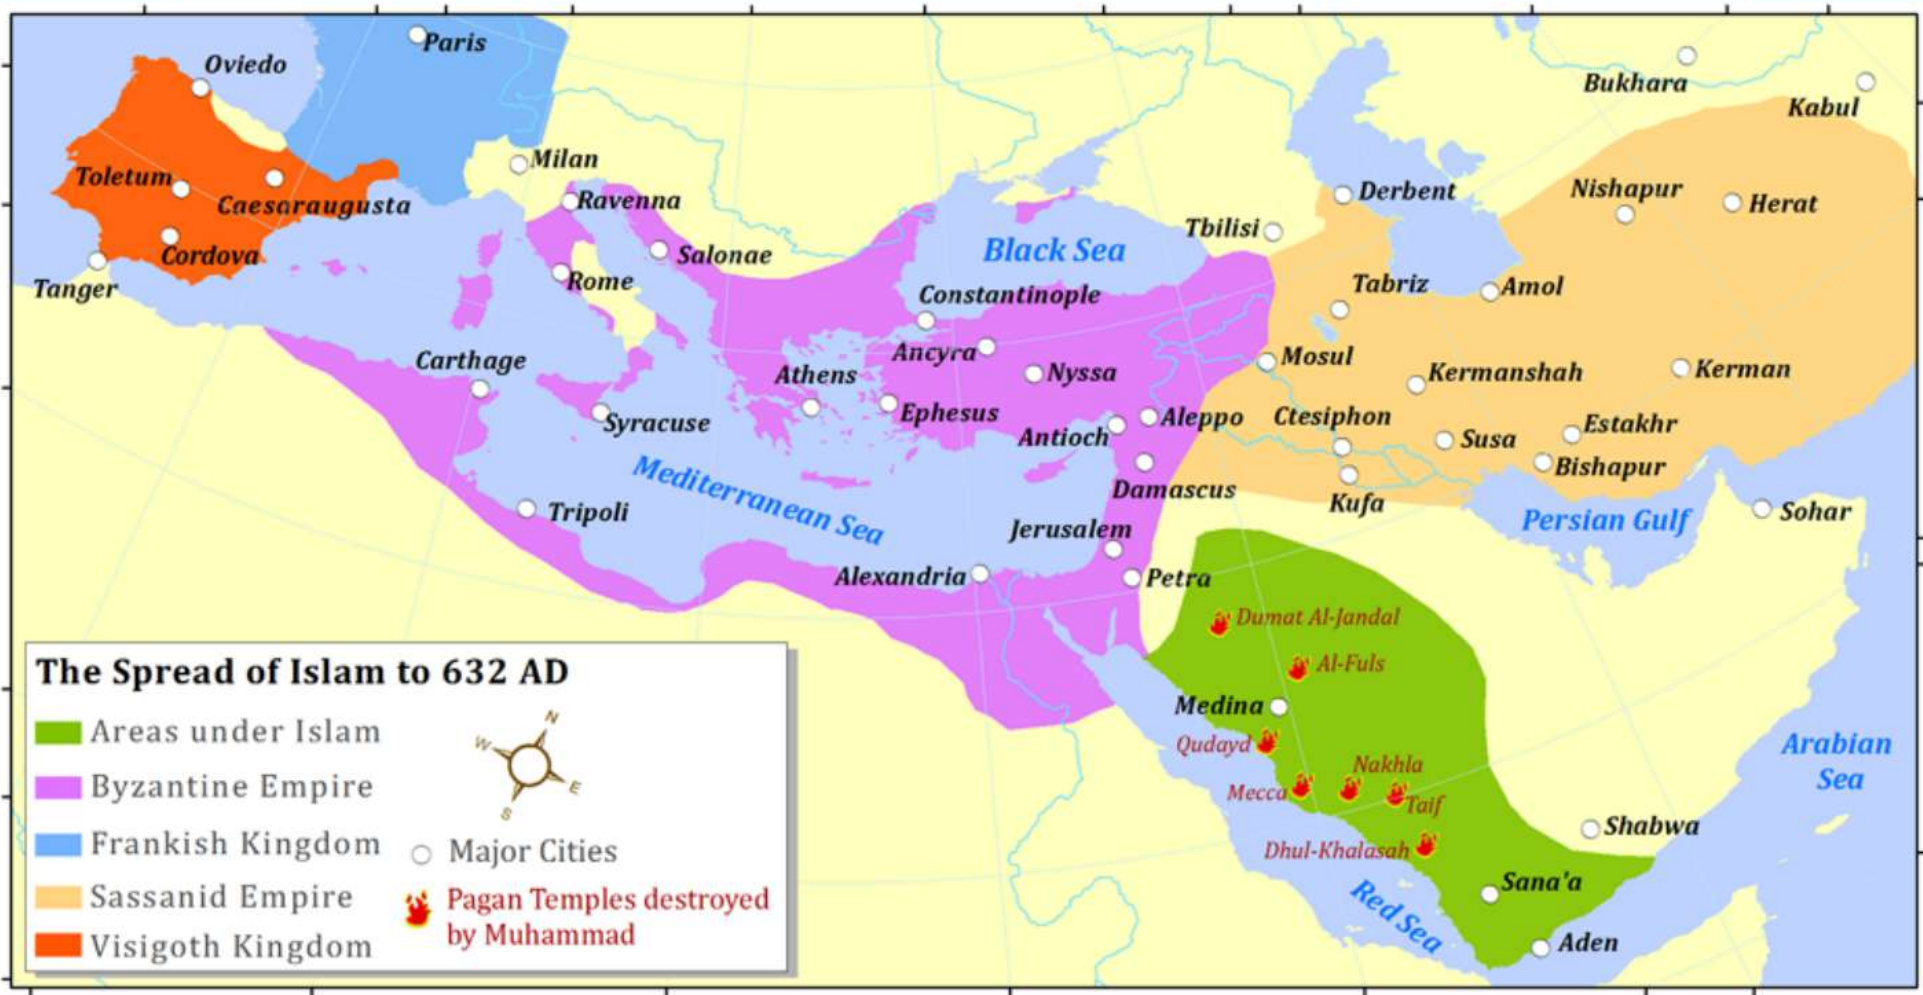 Paris
Oviedo
Bukhara
Kabul
Milan
Toletum
Caesaraugusta
Ravenna
Derbent
Nishapur
Herat
Cordova
Salonae
Black Sea
Tbilisi
Tanger
Rome
Constantinople
Tabriz
Amol
Carthage
Ancyra
Athens
Nyssa
Mosul
Kermanshah
Kerman
Syracuse
Ephesus
Antioch
Aleppo
Ctesiphon
Susa
Estakhr
Bishapur
Mediterranean Sea
Damascus
Kufa
Tripoli
Jerusalem
Persian Gulf
Sohar
Alexandria
Petra
Dumat Al-Jandal
Al-Fuls
Medina
Qudayd
Nakhla
Mecca
Taif
Arabian
Sea
Dhul-Khalasah
Shabwa
Sana'a
Red Sea
Aden
The Spread of Islam to 632 AD
Areas under Islam
Byzantine Empire
Frankish Kingdom
Sassanid Empire
Visigoth Kingdom
N
W
E
S
Major Cities
Pagan Temples destroyed
by Muhammad